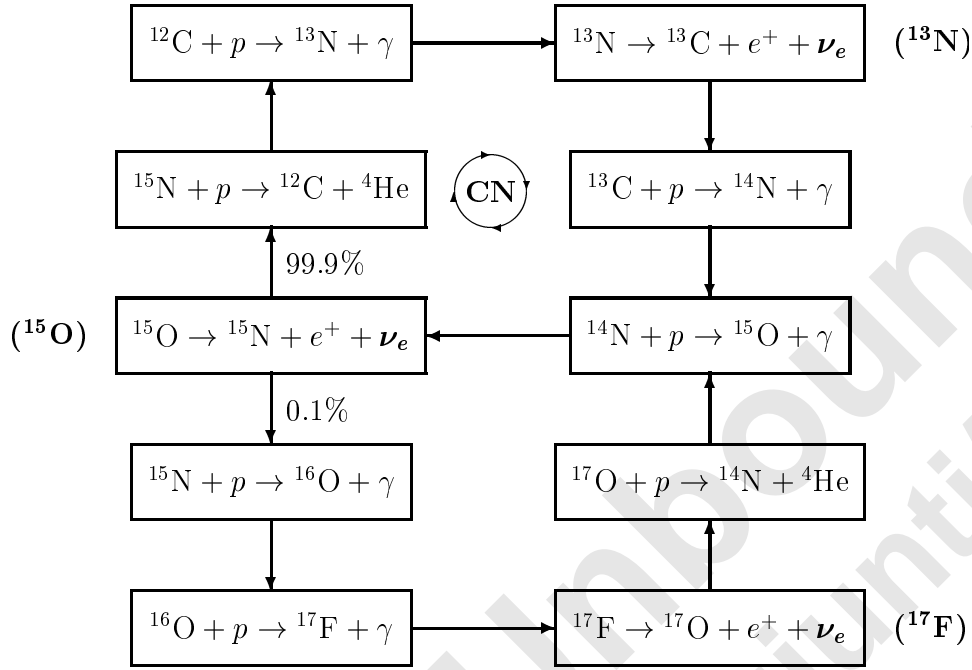 ¹²C + p → ¹³N + γ
¹³N → ¹³C + e⁺ + νₑ
(¹³N)
¹⁵N + p → ¹²C + ⁴He
CN
¹³C + p → ¹⁴N + γ
99.9%
(¹⁵O)
¹⁵O → ¹⁵N + e⁺ + νₑ
¹⁴N + p → ¹⁵O + γ
0.1%
¹⁵N + p → ¹⁶O + γ
¹⁷O + p → ¹⁴N + ⁴He
¹⁶O + p → ¹⁷F + γ
¹⁷F → ¹⁷O + e⁺ + νₑ
(¹⁷F)